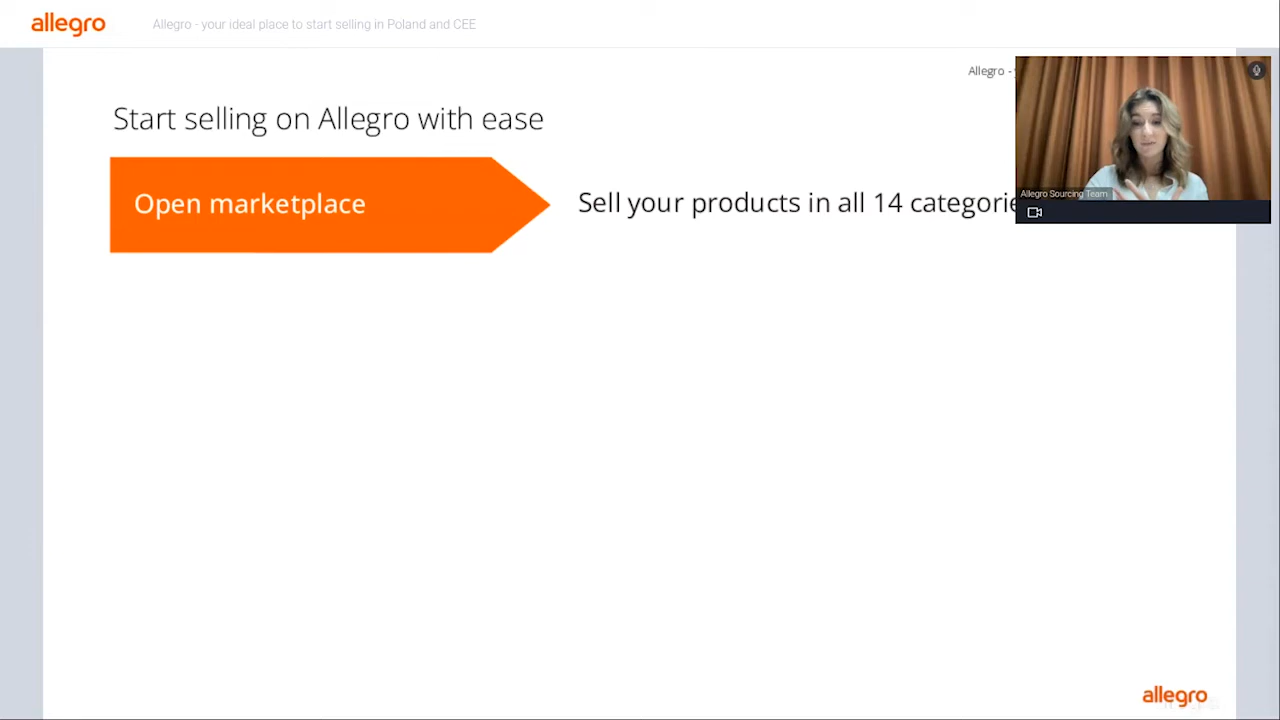 allegro
Allegro - your ideal place to start selling in Poland and CEE
Allegro -
Start selling on Allegro with ease
Open marketplace
Sell your products in all 14
Allegro Sourcing Team
allegro